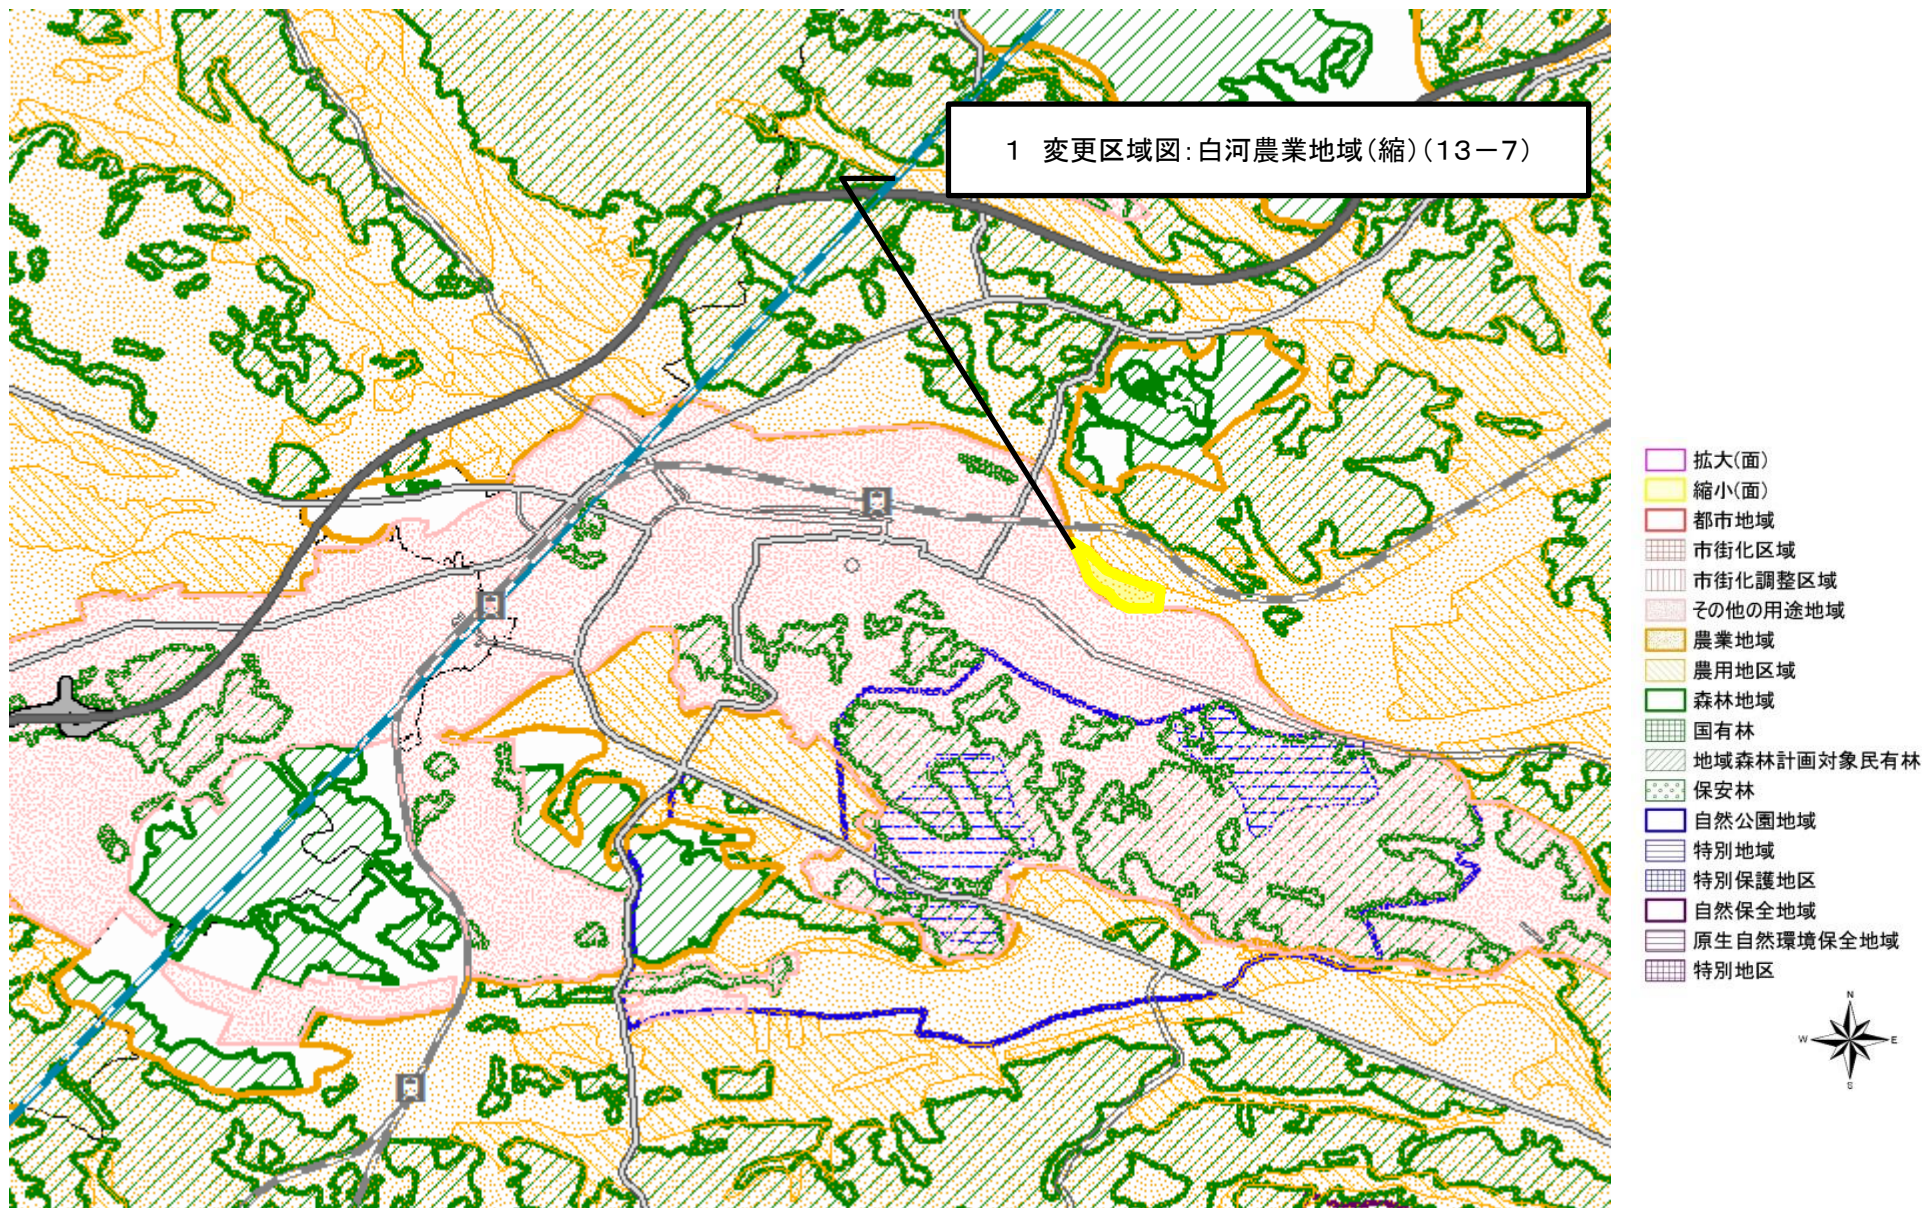 1 変更区域図:白河農業地域(縮)(13-7)
拡大(面)
縮小(面)
都市地域
市街化区域
市街化調整区域
その他の用途地域
農業地域
農用地区域
森林地域
国有林
地域森林計画対象民有林
保安林
自然公園地域
特別地域
特別保護地区
自然保全地域
原生自然環境保全地域
特別地区
N
W E
S